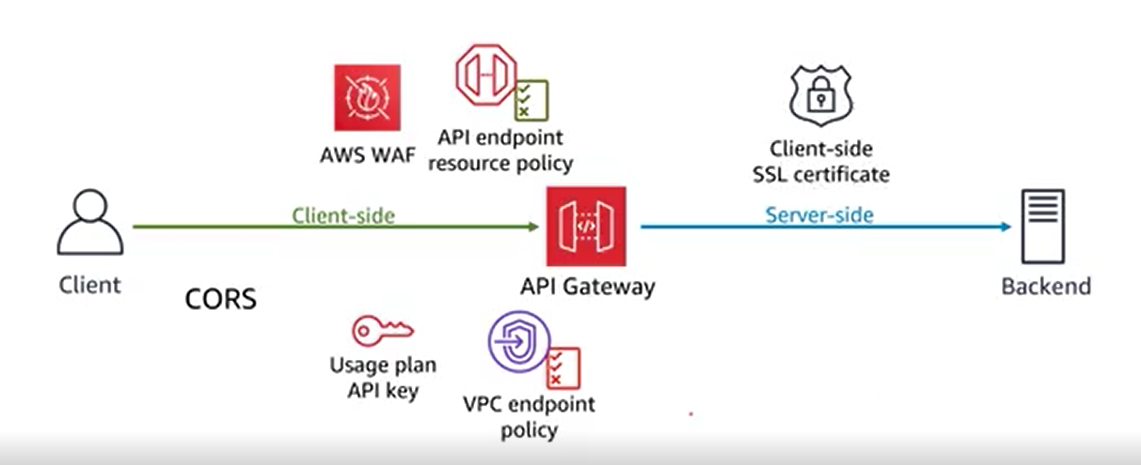 AWS WAF
API endpoint
resource policy
Client-side
SSL certificate
Client-side
</>
Server-side
Client
CORS
API Gateway
Backend
Usage plan
API key
VPC endpoint
policy